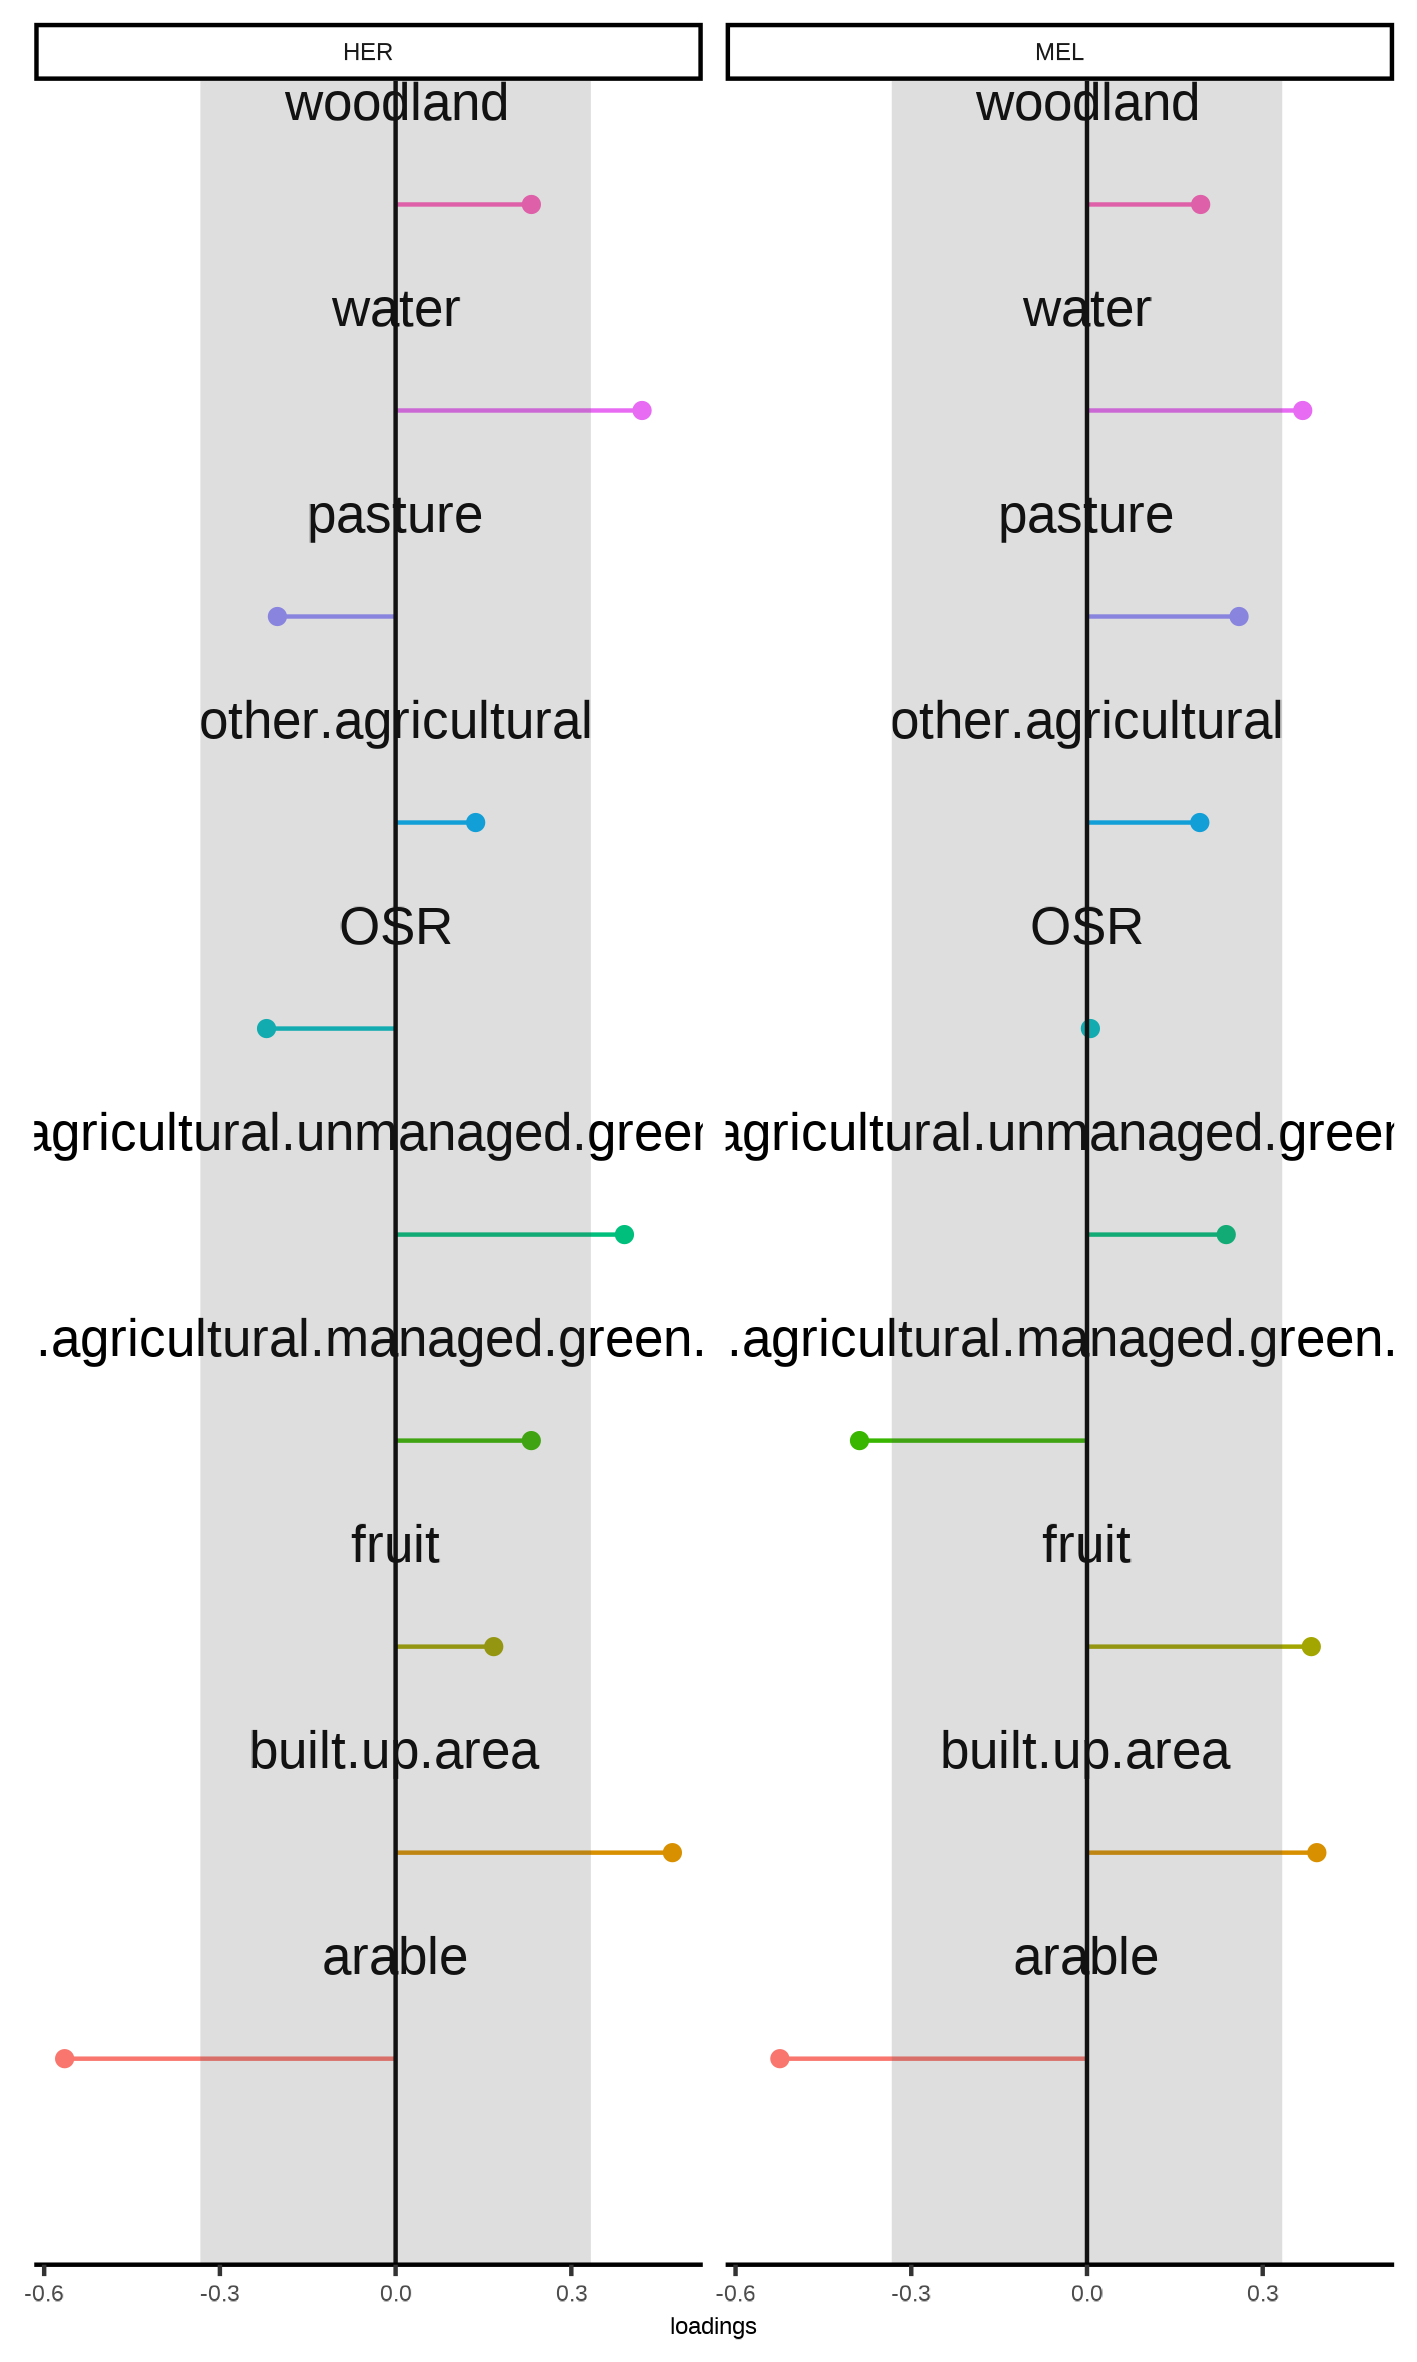 HER
MEL
woodland
woodland
water
water
pasture
pasture
other.agricultural
other.agricultural
OSR
OSR
agricultural.unmanaged.green
agricultural.unmanaged.green
.agricultural.managed.green.
.agricultural.managed.green.
fruit
fruit
built.up.area
built.up.area
arable
arable
-0.6 -0.3 0.0 0.3
-0.6 -0.3 0.0 0.3
loadings